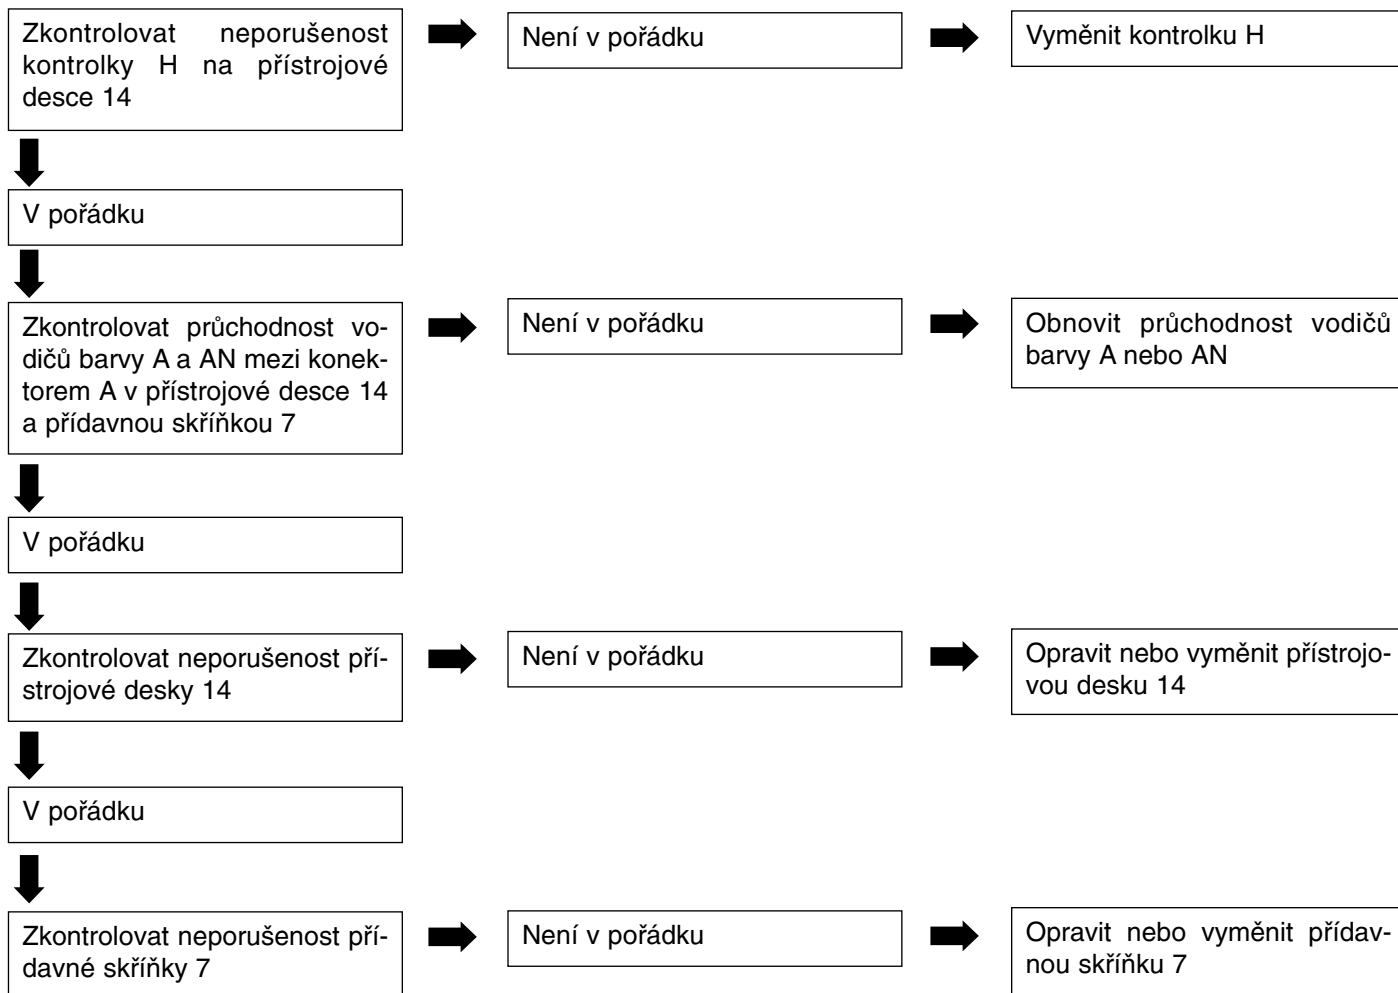 Zkontrolovat neporušenost
kontrolky H na přístrojové
desce 14
Není v pořádku
Vyměnit kontrolku H
V pořádku
Zkontrolovat průchodnost vo-
dičů barvy A a AN mezi konek-
torem A v přístrojové desce 14
a přídavnou skříňkou 7
Není v pořádku
Obnovit průchodnost vodičů
barvy A nebo AN
V pořádku
Zkontrolovat neporušenost pří-
strojové desky 14
Není v pořádku
Opravit nebo vyměnit přístrojo-
vou desku 14
V pořádku
Zkontrolovat neporušenost pří-
davné skříňky 7
Není v pořádku
Opravit nebo vyměnit přídav-
nou skříňku 7